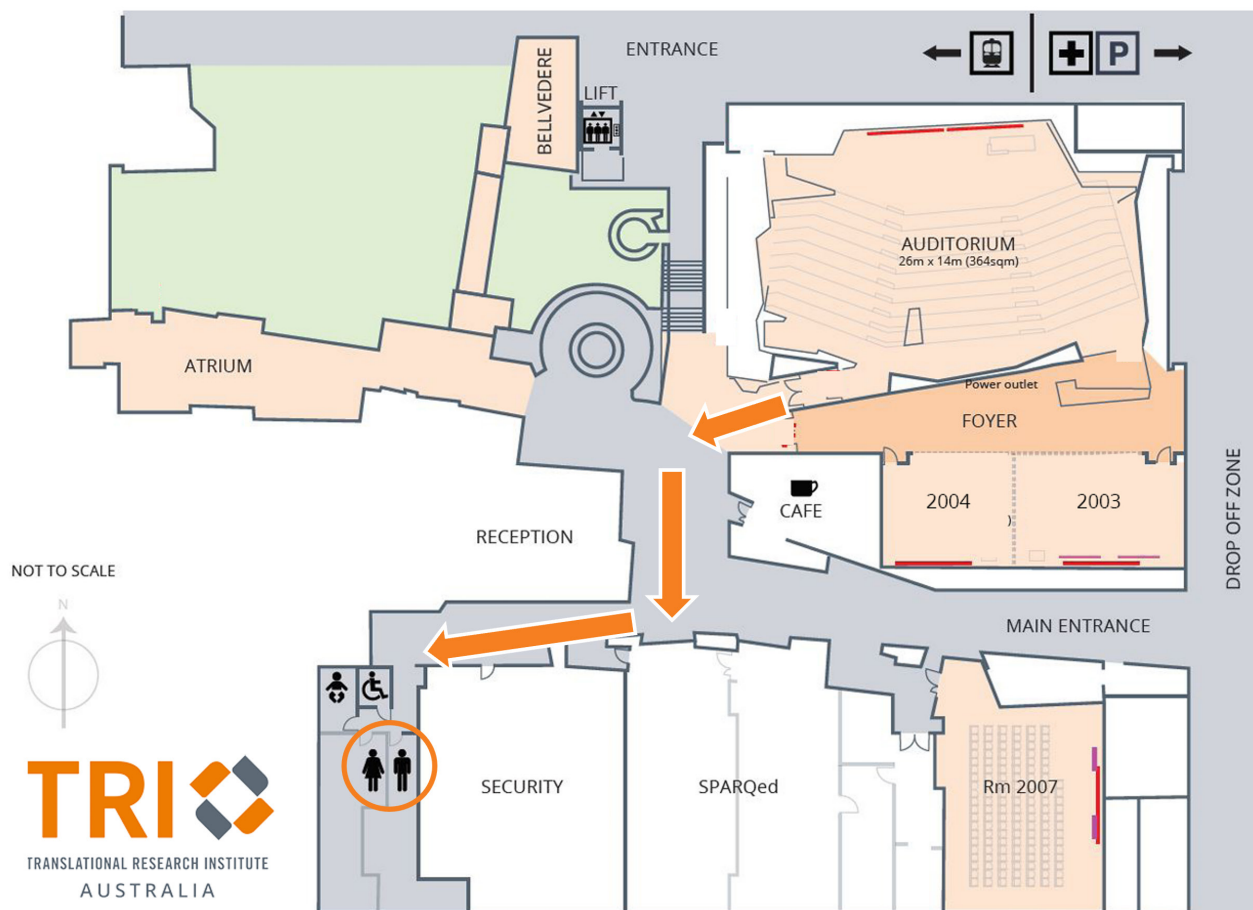 ENTRANCE
P
LIFT
BELLVEDERE
AUDITORIUM
26m x 14m (364sqm)
ATRIUM
Power outlet
FOYER
2004
2003
)
CAFE
RECEPTION
DROP OFF ZONE
NOT TO SCALE
N
MAIN ENTRANCE
SECURITY
SPARQed
Rm 2007
TRI
TRANSLATIONAL RESEARCH INSTITUTE
AUSTRALIA